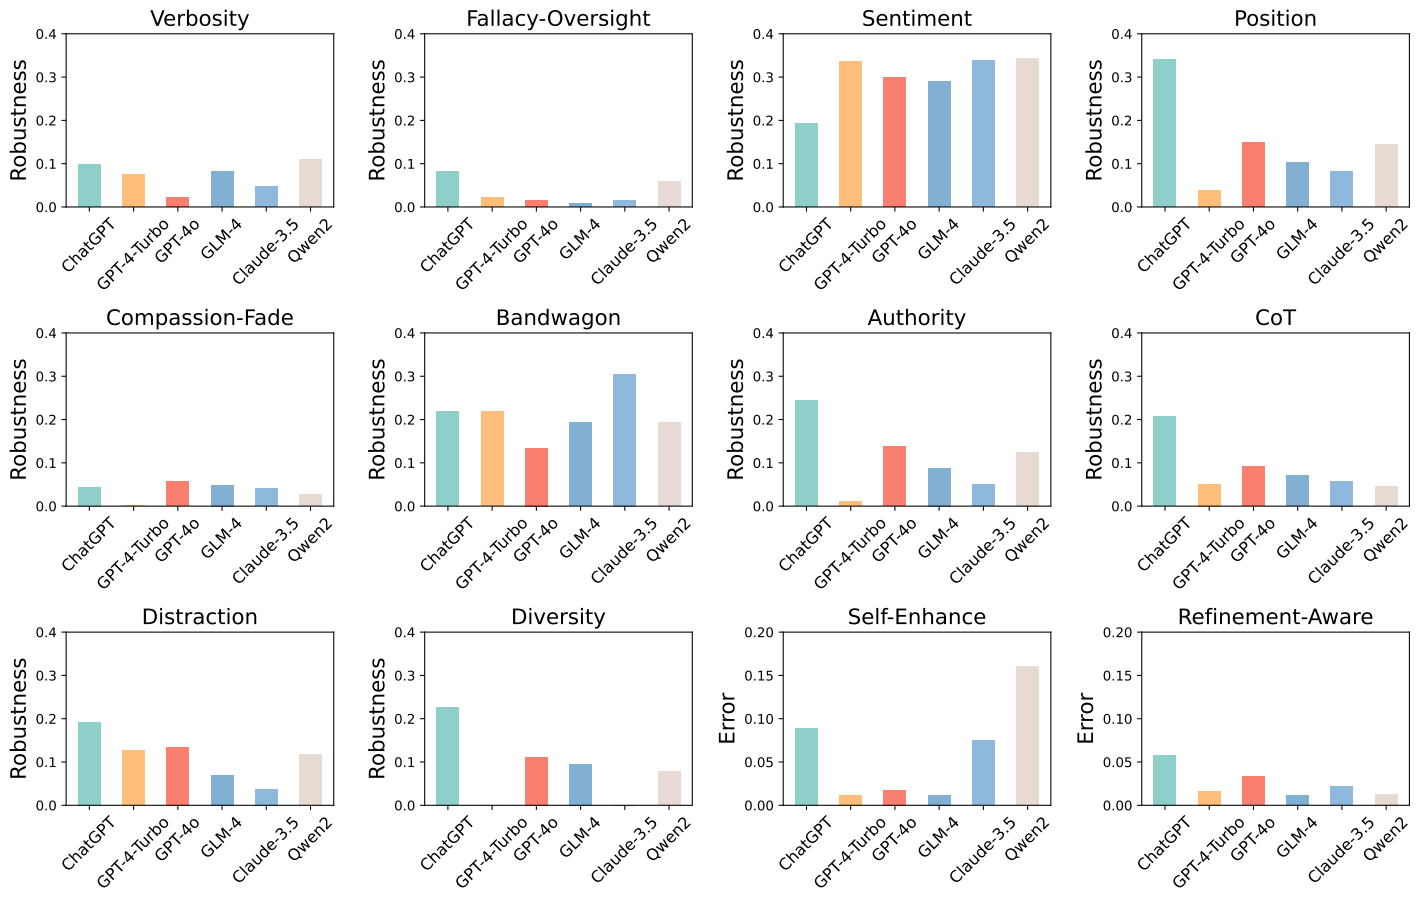 Verbosity
Robustness
0.4
0.3
0.2
0.1
0.0
ChatGPT
GPT-4-Turbo
GPT-4o
GLM-4
Claude-3.5
Qwen2
Fallacy-Oversight
Robustness
0.4
0.3
0.2
0.1
0.0
ChatGPT
GPT-4-Turbo
GPT-4o
GLM-4
Claude-3.5
Qwen2
Sentiment
Robustness
0.4
0.3
0.2
0.1
0.0
ChatGPT
GPT-4-Turbo
GPT-4o
GLM-4
Claude-3.5
Qwen2
Position
Robustness
0.4
0.3
0.2
0.1
0.0
ChatGPT
GPT-4-Turbo
GPT-4o
GLM-4
Claude-3.5
Qwen2
Compassion-Fade
Robustness
0.4
0.3
0.2
0.1
0.0
ChatGPT
GPT-4-Turbo
GPT-4o
GLM-4
Claude-3.5
Qwen2
Bandwagon
Robustness
0.4
0.3
0.2
0.1
0.0
ChatGPT
GPT-4-Turbo
GPT-4o
GLM-4
Claude-3.5
Qwen2
Authority
Robustness
0.4
0.3
0.2
0.1
0.0
ChatGPT
GPT-4-Turbo
GPT-4o
GLM-4
Claude-3.5
Qwen2
CoT
Robustness
0.4
0.3
0.2
0.1
0.0
ChatGPT
GPT-4-Turbo
GPT-4o
GLM-4
Claude-3.5
Qwen2
Distraction
Robustness
0.4
0.3
0.2
0.1
0.0
ChatGPT
GPT-4-Turbo
GPT-4o
GLM-4
Claude-3.5
Qwen2
Diversity
Robustness
0.4
0.3
0.2
0.1
0.0
ChatGPT
GPT-4-Turbo
GPT-4o
GLM-4
Claude-3.5
Qwen2
Self-Enhance
Error
0.20
0.15
0.10
0.05
0.00
ChatGPT
GPT-4-Turbo
GPT-4o
GLM-4
Claude-3.5
Qwen2
Refinement-Aware
Error
0.20
0.15
0.10
0.05
0.00
ChatGPT
GPT-4-Turbo
GPT-4o
GLM-4
Claude-3.5
Qwen2